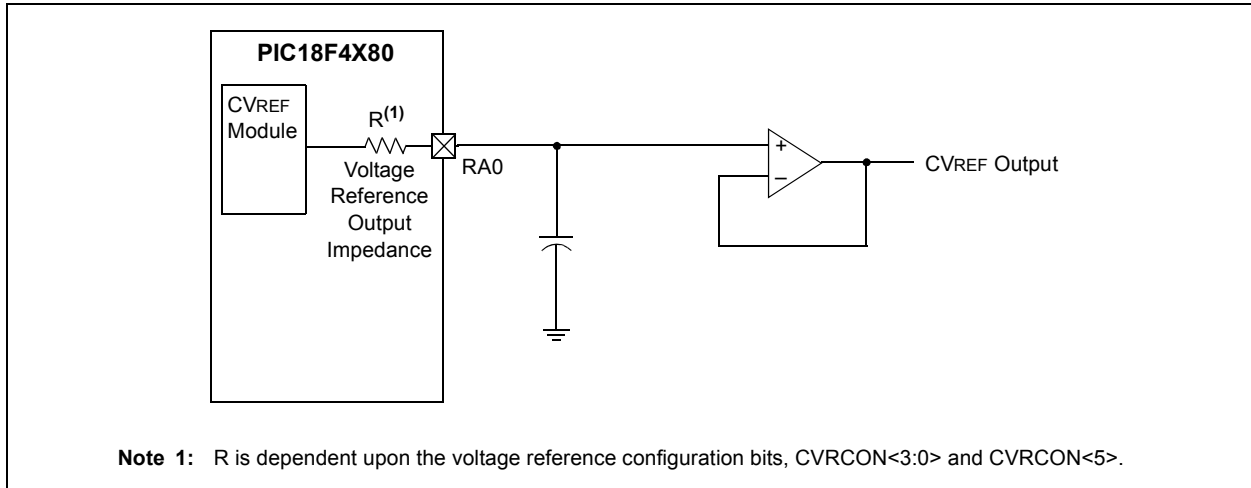 PIC18F4X80
CVREF
Module
R(1)
Voltage
Reference
Output
Impedance
RA0
+
–
CVREF Output
Note 1: R is dependent upon the voltage reference configuration bits, CVRCON<3:0> and CVRCON<5>.